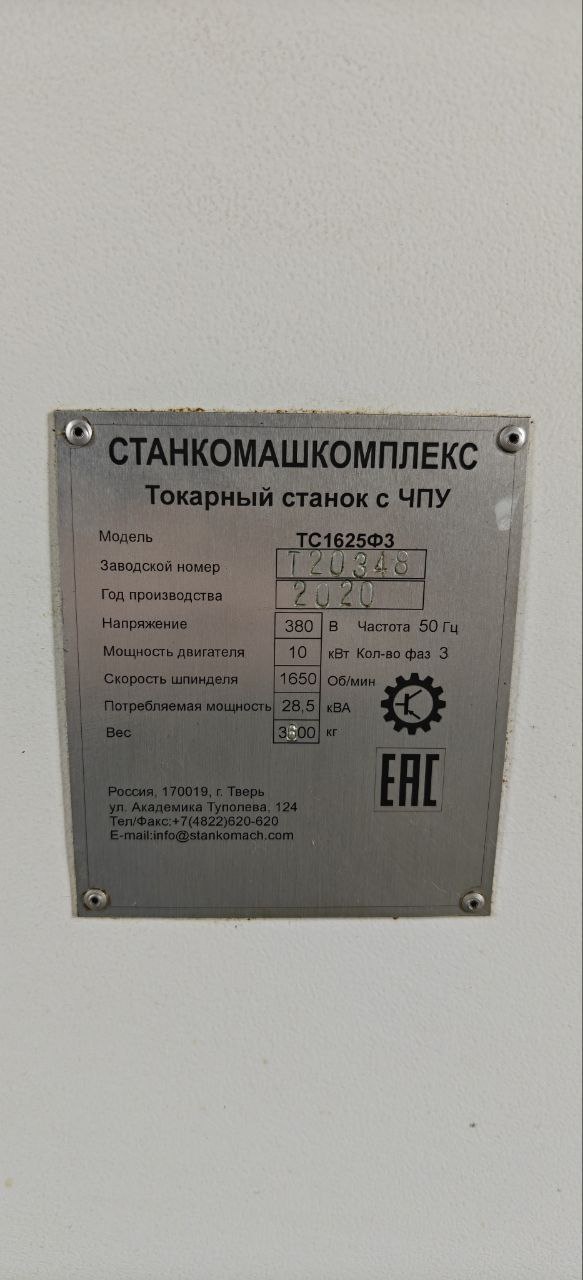 СТАНКОМАШКОМПЛЕКС
Токарный станок с ЧПУ
Модель ТС1625Ф3
Заводской номер Т20348
Год производства 2020
Напряжение 380 В Частота 50 Гц
Мощность двигателя 10 кВт Кол-во фаз 3
Скорость шпинделя 1650 Об/мин
Потребляемая мощность 28,5 кВА
Вес кг
EAC
Россия, 170019, г. Тверь
ул. Академика Туполева, 124
Тел/Факс:+7(4822)620-620
E-mail:info@stankomach.com